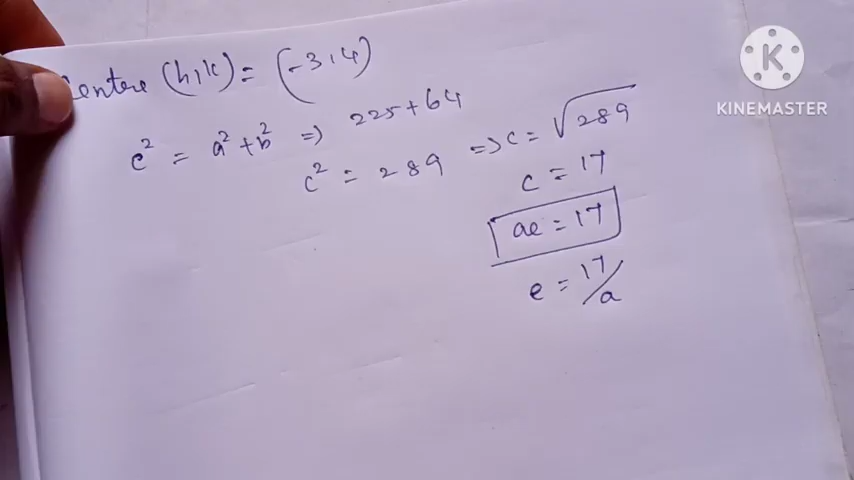 Centre (h,k) = (-3,4)
c² = a² + b² => 225 + 64
c² = 289 => c = √289
c = 17
ae = 17
e = 17/a
K
KINEMASTER